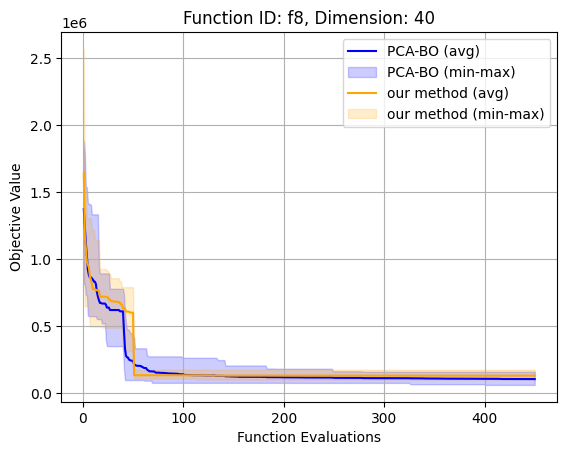 Function ID: f8, Dimension: 40
1e6
PCA-BO (avg)
PCA-BO (min-max)
our method (avg)
our method (min-max)
2.5
2.0
1.5
1.0
0.5
0.0
Objective Value
0
100
200
300
400
Function Evaluations